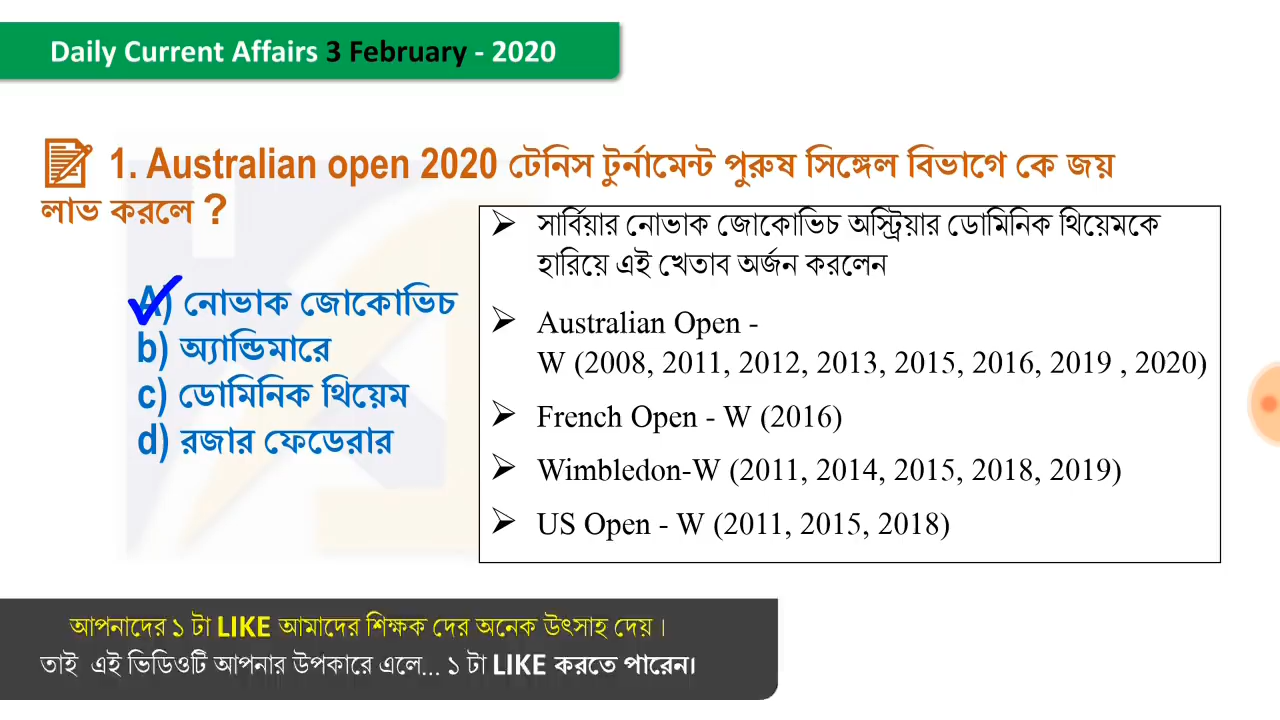 Daily Current Affairs 3 February - 2020
1. Australian open 2020 টেনিস টুর্নামেন্ট পুরুষ সিঙ্গেল বিভাগে কে জয়
লাভ করলে ?
A) নোভাক জোকোভিচ
b) অ্যান্ডিমারে
c) ডোমিনিক থিয়েম
d) রজার ফেডেরার
➢ সার্বিয়ার নোভাক জোকোভিচ অস্ট্রিয়ার ডোমিনিক থিয়েমকে
হারিয়ে এই খেতাব অর্জন করলেন
➢ Australian Open -
W (2008, 2011, 2012, 2013, 2015, 2016, 2019 , 2020)
➢ French Open - W (2016)
➢ Wimbledon-W (2011, 2014, 2015, 2018, 2019)
➢ US Open - W (2011, 2015, 2018)
আপনাদের ১ টা LIKE আমাদের শিক্ষক দের অনেক উৎসাহ দেয় ।
তাই এই ভিডিওটি আপনার উপকারে এলে... ১ টা LIKE করতে পারেন।